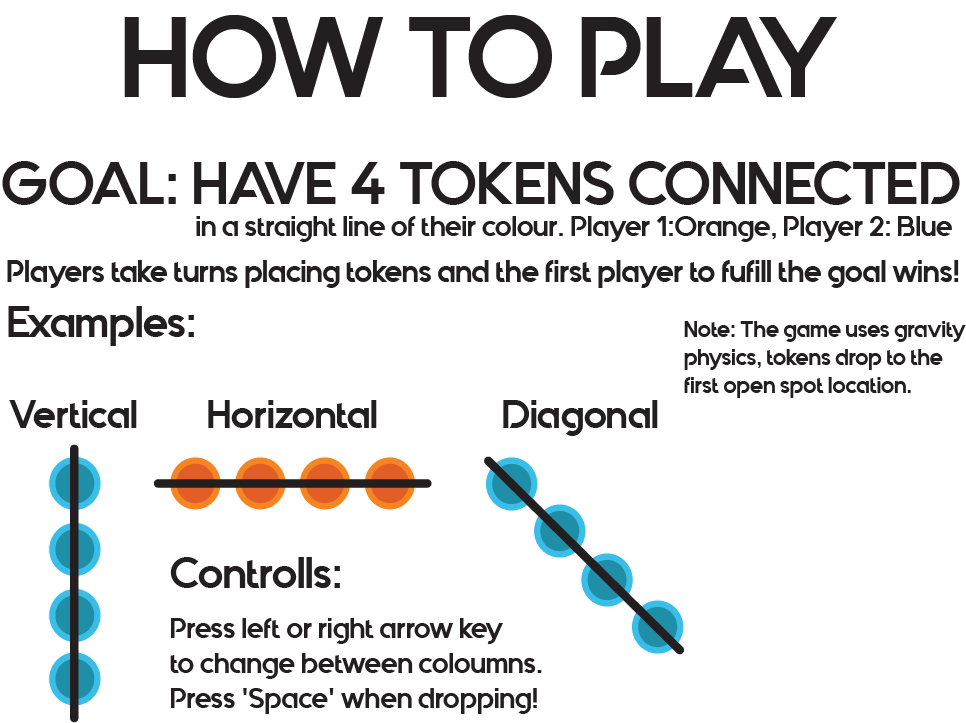 HOW TO PLAY
GOAL: HAVE 4 TOKENS CONNECTED
in a straight line of their colour. Player 1:Orange, Player 2: Blue
Players take turns placing tokens and the first player to fufill the goal wins!
Examples:
Note: The game uses gravity
physics, tokens drop to the
first open spot location.
Vertical
Horizontal
Diagonal
Controlls:
Press left or right arrow key
to change between coloumns.
Press 'Space' when dropping!